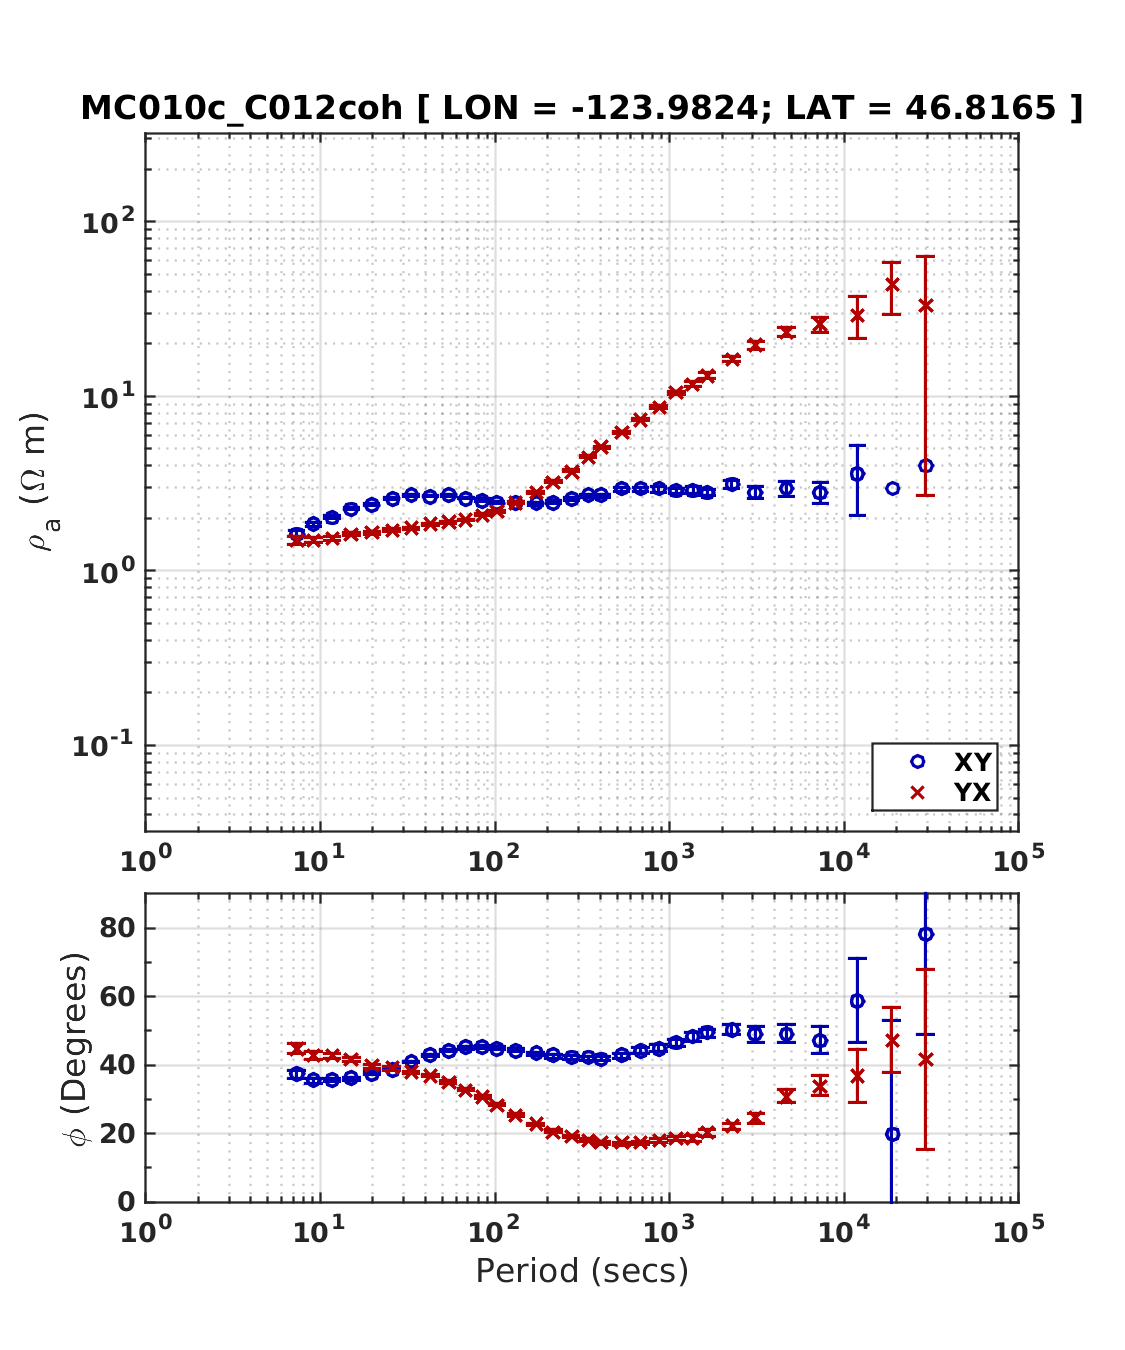 MC010c_C012coh [ LON = -123.9824; LAT = 46.8165 ]
10^2
10^1
10^0
10^-1
ρ_a (Ω m)
XY
YX
10^0 10^1 10^2 10^3 10^4 10^5
80
60
40
20
0
ϕ (Degrees)
10^0 10^1 10^2 10^3 10^4 10^5
Period (secs)